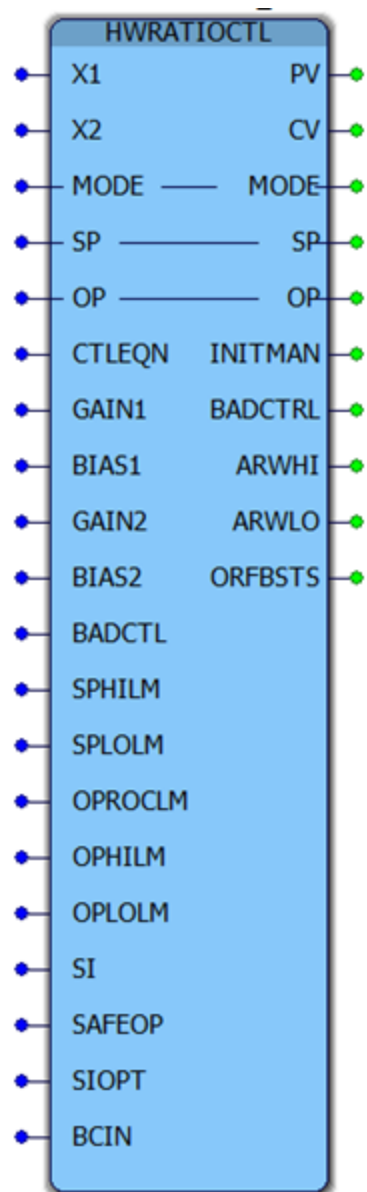 HWRATIOCTL
X1 PV
X2 CV
MODE MODE
SP SP
OP OP
CTLEQN INITMAN
GAIN1 BADCTRL
BIAS1 ARWHI
GAIN2 ARWLO
BIAS2 ORFBSTS
BADCTL
SPHILM
SPLOLM
OPROCLM
OPHILM
OPLOLM
SI
SAFEOP
SIOPT
BCIN